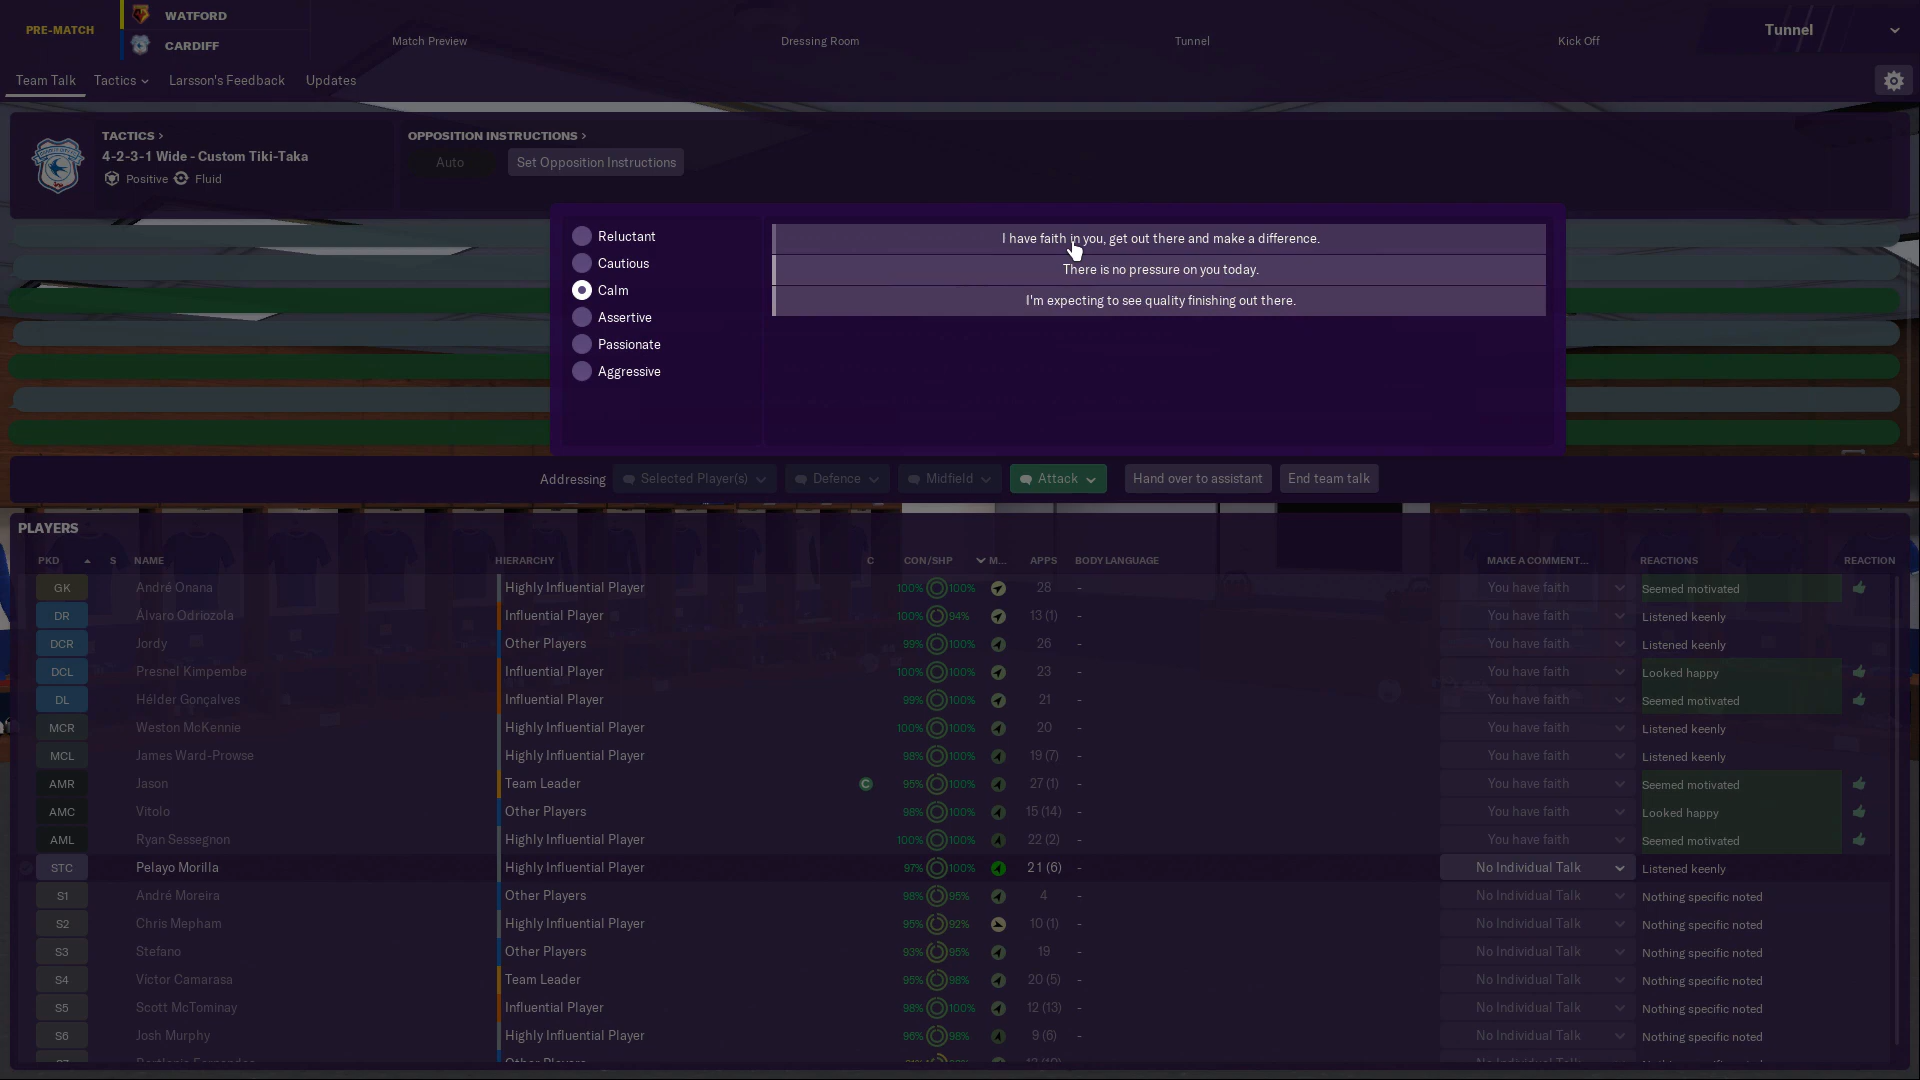 PRE-MATCH
WATFORD
CARDIFF
Match Preview
Dressing Room
Tunnel
Kick Off
Tunnel
Team Talk
Tactics
Larsson's Feedback
Updates
TACTICS >
4-2-3-1 Wide - Custom Tiki-Taka
Positive
Fluid
OPPOSITION INSTRUCTIONS >
Auto
Set Opposition Instructions
Reluctant
Cautious
Calm
Assertive
Passionate
Aggressive
I have faith in you, get out there and make a difference.
There is no pressure on you today.
I'm expecting to see quality finishing out there.
Addressing
Selected Player(s)
Defence
Midfield
Attack
Hand over to assistant
End team talk
PLAYERS
PKD S NAME HIERARCHY C CON/SHP M... APPS BODY LANGUAGE MAKE A COMMENT... REACTIONS REACTION
GK André Onana Highly Influential Player 100% 100% 28 - You have faith Seemed motivated
DR Álvaro Odriozola Influential Player 100% 94% 13 (1) - You have faith Listened keenly
DCR Jordy Other Players 99% 100% 26 - You have faith Listened keenly
DCL Presnel Kimpembe Influential Player 100% 100% 23 - You have faith Looked happy
DL Hélder Gonçalves Influential Player 99% 100% 21 - You have faith Seemed motivated
MCR Weston McKennie Highly Influential Player 100% 100% 20 - You have faith Listened keenly
MCL James Ward-Prowse Highly Influential Player 98% 100% 19 (7) - You have faith Listened keenly
AMR Jason Team Leader C 95% 100% 27 (1) - You have faith Seemed motivated
AMC Vitolo Other Players 98% 100% 15 (14) - You have faith Looked happy
AML Ryan Sessegnon Highly Influential Player 100% 100% 22 (2) - You have faith Seemed motivated
STC Pelayo Morilla Highly Influential Player 97% 100% 21 (6) - No Individual Talk Listened keenly
S1 André Moreira Other Players 98% 95% 4 - No Individual Talk Nothing specific noted
S2 Chris Mepham Highly Influential Player 95% 92% 10 (1) - No Individual Talk Nothing specific noted
S3 Stefano Other Players 93% 95% 19 - No Individual Talk Nothing specific noted
S4 Víctor Camarasa Team Leader 95% 98% 20 (5) - No Individual Talk Nothing specific noted
S5 Scott McTominay Influential Player 98% 100% 12 (13) - No Individual Talk Nothing specific noted
S6 Josh Murphy Highly Influential Player 96% 98% 9 (6) - No Individual Talk Nothing specific noted
Other Players No Individual Talk Nothing specific noted